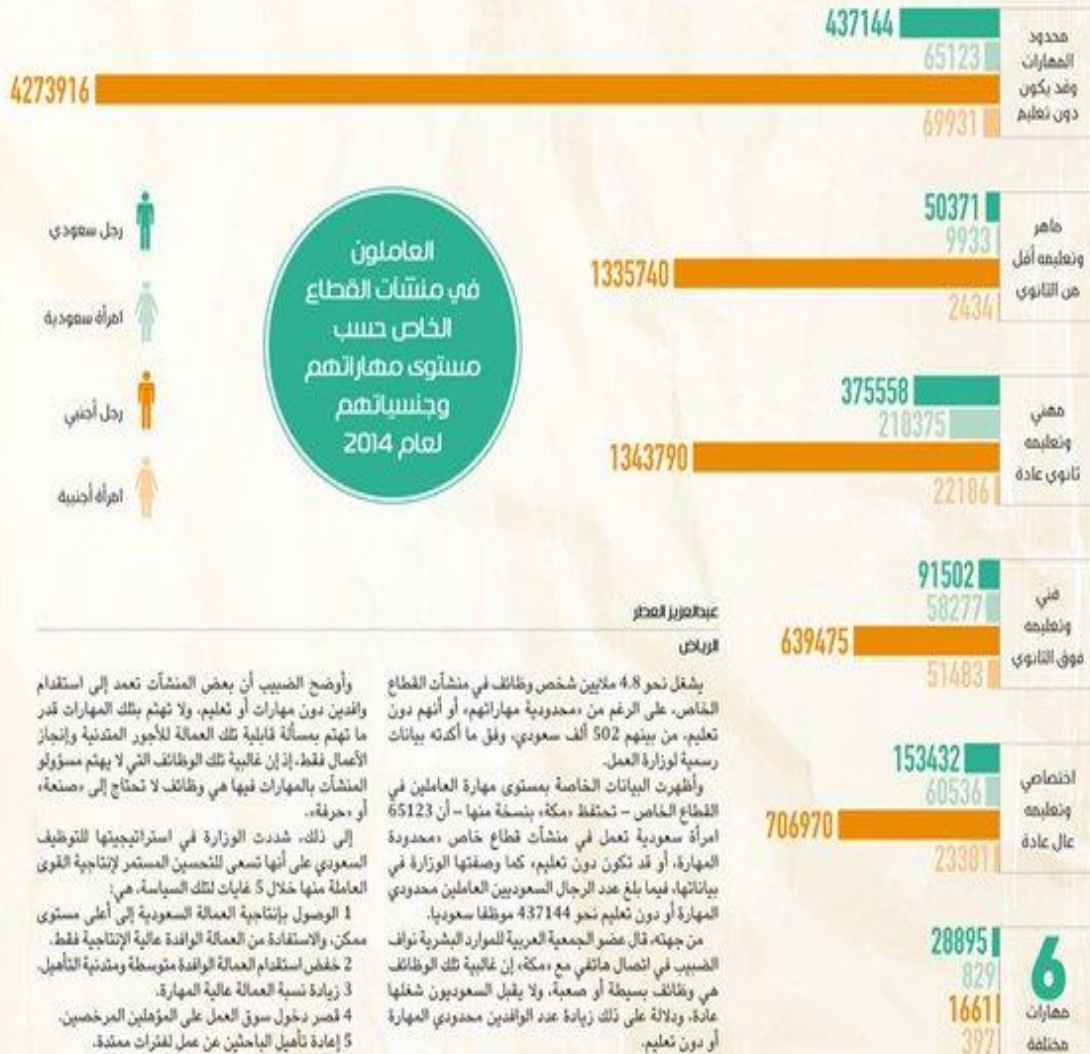 محدود
المهارات
وقد يكون
دون تعليم
437144
65123
4273916
69931
ماهر
وتعليمه أقل
من الثانوي
50371
9933
1335740
2434
مهني
وتعليمه
ثانوي عادة
375558
218375
1343790
22186
فني
وتعليمه
فوق الثانوي
91502
58277
639475
51483
اختصاصي
وتعليمه
عال عادة
153432
60536
706970
23381
6
مهارات
مختلفة
28895
829
1661
397
العاملون
في منشآت القطاع
الخاص حسب
مستوى مهاراتهم
وجنسياتهم
لعام 2014
رجل سعودي
امرأة سعودية
رجل أجنبي
امرأة أجنبية
عبدالعزيز العطر
الرياض
يشغل نحو 4.8 ملايين شخص وظائف في منشآت القطاع
الخاص، على الرغم من «محدودية مهاراتهم» أو أنهم دون
تعليم، من بينهم 502 ألف سعودي، وفق ما أكدته بيانات
رسمية لوزارة العمل.
وأظهرت البيانات الخاصة بمستوى مهارة العاملين في
القطاع الخاص – تحتفظ «مكة» بنسخة منها – أن 65123
امرأة سعودية تعمل في منشآت قطاع خاص «محدودة
المهارة، أو قد تكون دون تعليم» كما وصفتها الوزارة في
بياناتها، فيما بلغ عدد الرجال السعوديين العاملين محدودي
المهارة أو دون تعليم نحو 437144 موظفا سعوديا.
من جهته، قال عضو الجمعية العربية للموارد البشرية نواف
الضبيب في اتصال هاتفي مع «مكة» إن غالبية تلك الوظائف
هي وظائف بسيطة أو صعبة، ولا يقبل السعوديون شغلها
عادة، ودلالة على ذلك زيادة عدد الوافدين محدودي المهارة
أو دون تعليم.
وأوضح الضبيب أن بعض المنشآت تعمد إلى استقدام
وافدين دون مهارات أو تعليم، ولا تهتم بتلك المهارات قدر
ما تهتم بمسألة قابلية تلك العمالة للأجور المتدنية وإنجاز
الأعمال فقط، إذ إن غالبية تلك الوظائف التي لا يهتم مسؤولو
المنشآت بالمهارات فيها هي وظائف لا تحتاج إلى «صنعة»
أو «حرفة».
إلى ذلك، شددت الوزارة في استراتيجيتها للتوظيف
السعودي على أنها تسعى للتحسين المستمر لإنتاجية القوى
العاملة منها خلال 5 غايات لتلك السياسة، هي:
1 الوصول بإنتاجية العمالة السعودية إلى أعلى مستوى
ممكن، والاستفادة من العمالة الوافدة عالية الإنتاجية فقط.
2 خفض استقدام العمالة الوافدة متوسطة ومتدنية التأهيل.
3 زيادة نسبة العمالة عالية المهارة.
4 قصر دخول سوق العمل على المؤهلين المرخصين.
5 إعادة تأهيل الباحثين عن عمل لفترات ممتدة.